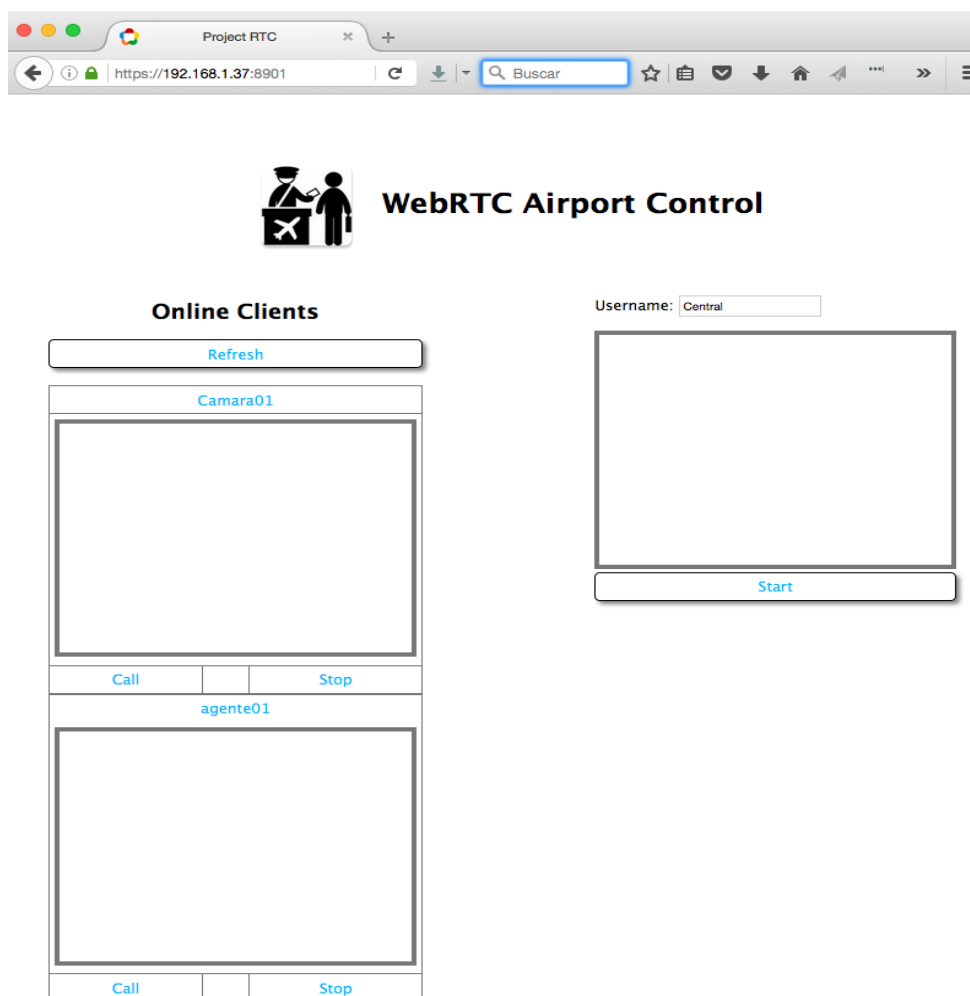 Project RTC
https://192.168.1.37:8901
Buscar
WebRTC Airport Control
Online Clients
Username: Central
Refresh
Camara01
Call Stop
Start
agente01
Call Stop